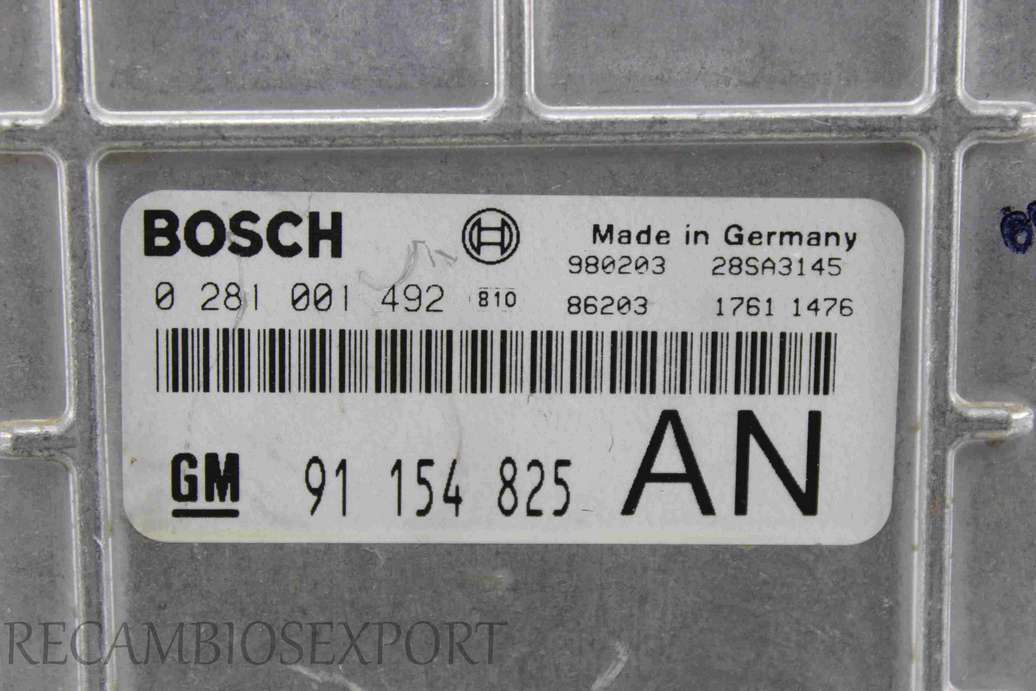 BOSCH
Made in Germany
980203 28SA3145
0 281 001 492 810
86203 1761 1476
GM 91 154 825 AN
RECAMBIOSEXPORT